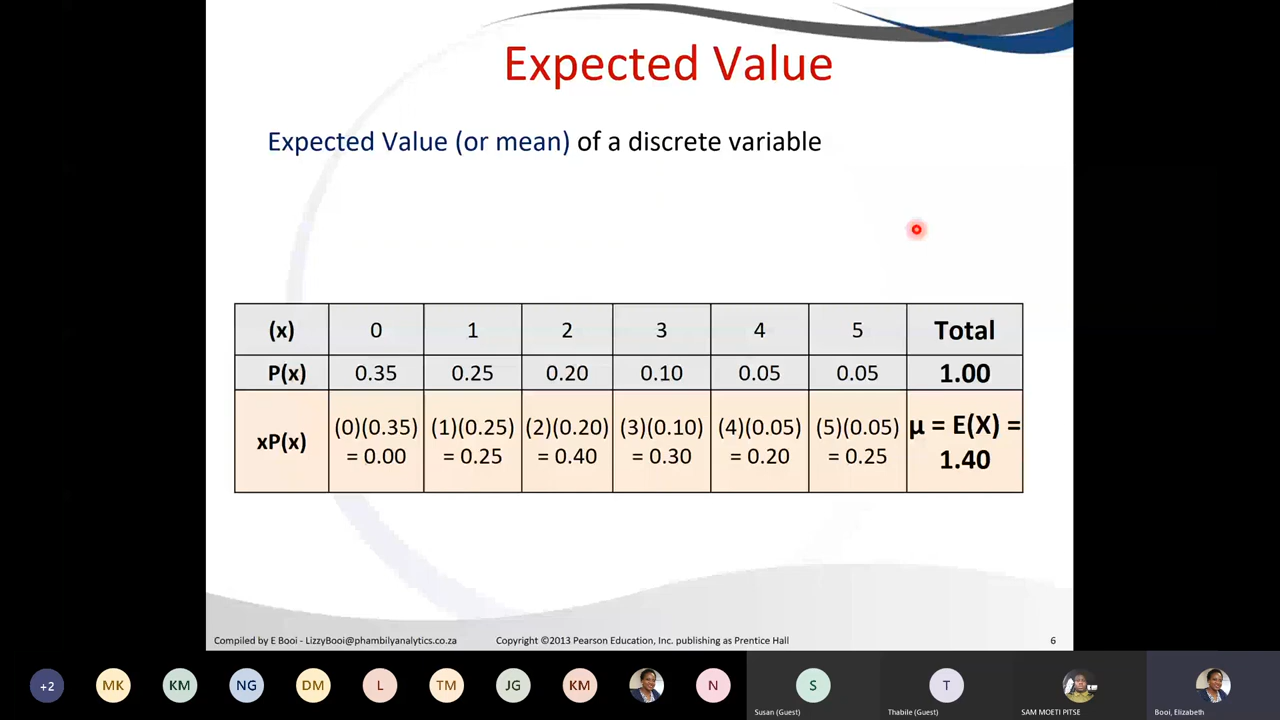 Expected Value
Expected Value (or mean) of a discrete variable
(x) 0 1 2 3 4 5 Total
P(x) 0.35 0.25 0.20 0.10 0.05 0.05 1.00
xP(x) (0)(0.35) = 0.00 (1)(0.25) = 0.25 (2)(0.20) = 0.40 (3)(0.10) = 0.30 (4)(0.05) = 0.20 (5)(0.05) = 0.25 μ = E(X) = 1.40
Compiled by E Booi - LizzyBooi@phambilyanalytics.co.za Copyright ©2013 Pearson Education, Inc. publishing as Prentice Hall 6
+2 MK KM NG DM L TM JG KM N S T
Susan (Guest) Thabile (Guest) SAM MOETI PITSE Booi, Elizabeth